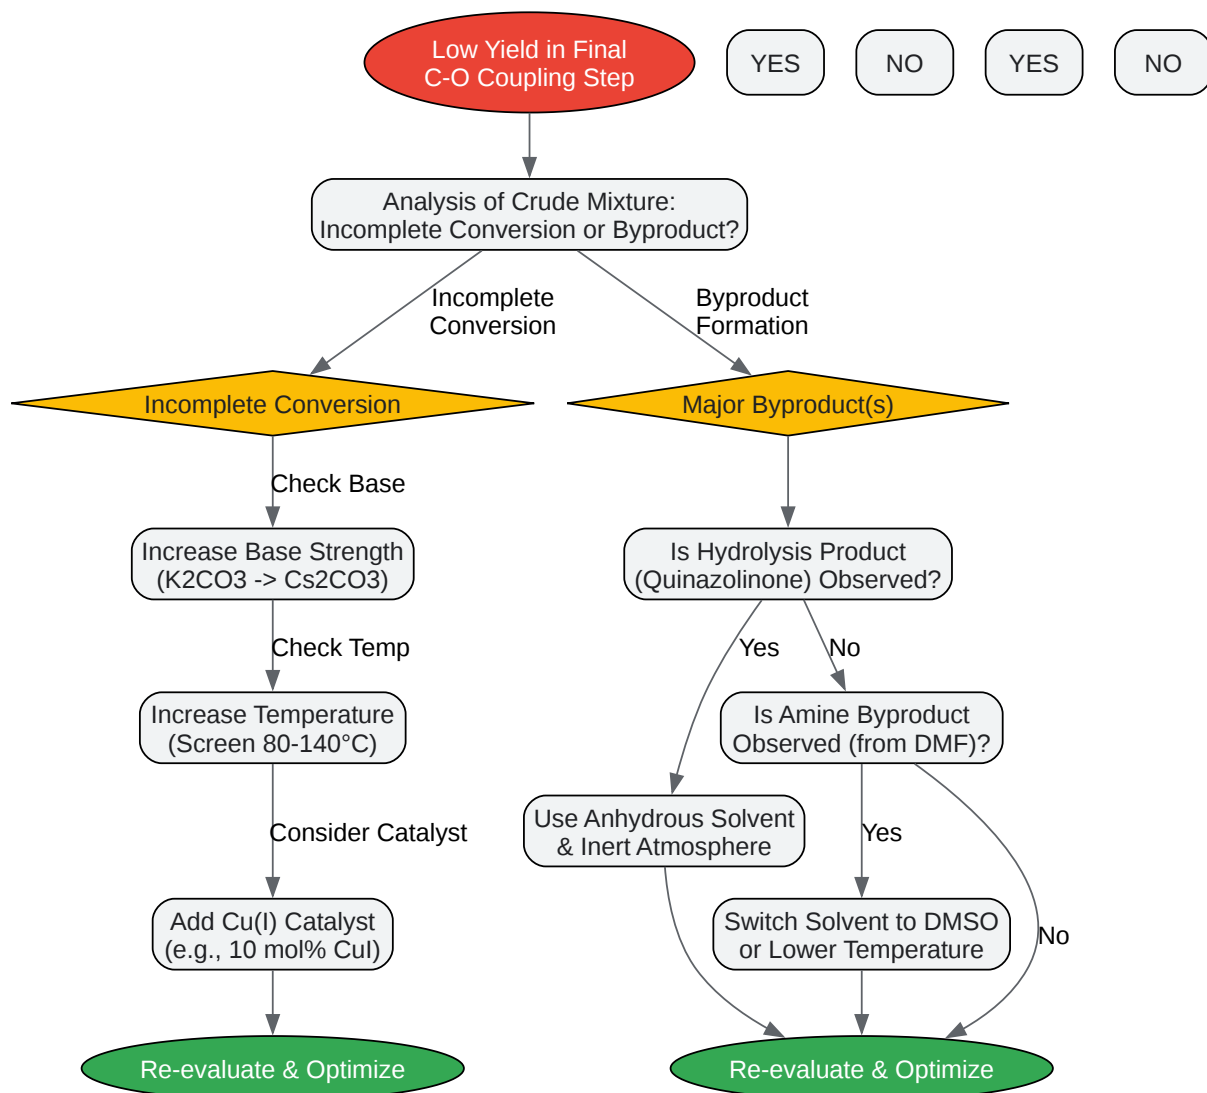 Low Yield in Final
C-O Coupling Step
YES
NO
YES
NO
Analysis of Crude Mixture:
Incomplete Conversion or Byproduct?
Incomplete
Conversion
Byproduct
Formation
Incomplete Conversion
Major Byproduct(s)
Check Base
Increase Base Strength
(K2CO3 -> Cs2CO3)
Is Hydrolysis Product
(Quinazolinone) Observed?
Check Temp
Yes
No
Increase Temperature
(Screen 80-140°C)
Is Amine Byproduct
Observed (from DMF)?
Consider Catalyst
Use Anhydrous Solvent
& Inert Atmosphere
Yes
Add Cu(I) Catalyst
(e.g., 10 mol% CuI)
Switch Solvent to DMSO
or Lower Temperature
No
Re-evaluate & Optimize
Re-evaluate & Optimize